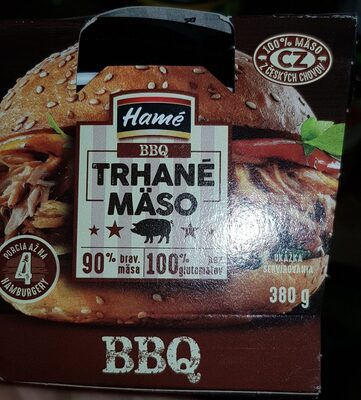 100% MÄSO
CZ
Z ČESKÝCH CHOVOV
Hamé
BBQ
TRHANÉ
MÄSO
90% brav. mäsa
100% bez glutamátov
PORCIA AŽ NA
4
HAMBURGERY
UKÁŽKA
SERVÍROVANIA
380 g
BBQ